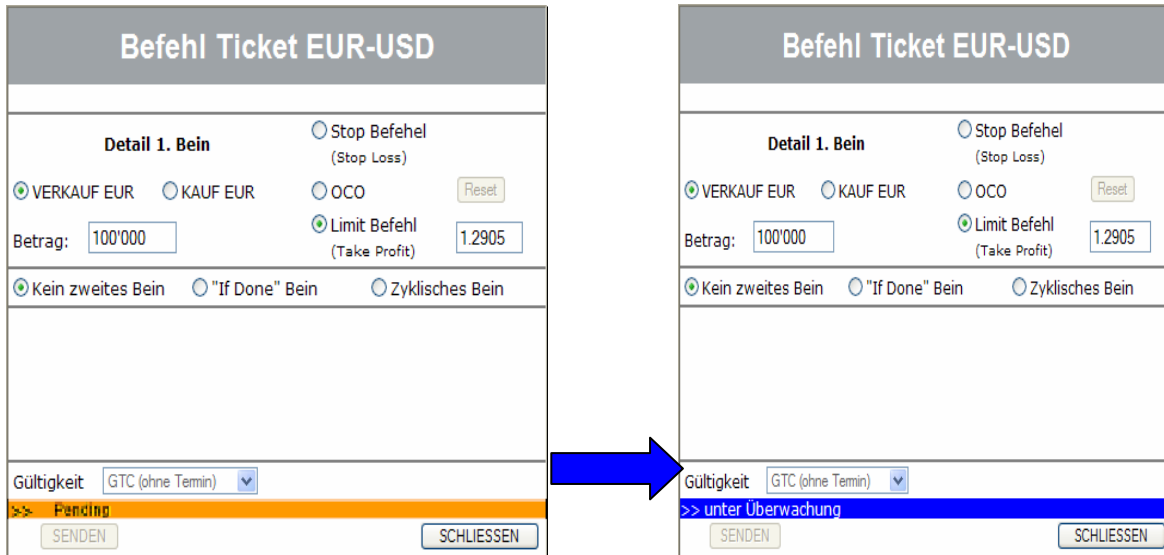 Befehl Ticket EUR-USD
Detail 1. Bein
Stop Befehel
(Stop Loss)
VERKAUF EUR KAUF EUR OCO Reset
Betrag: 100'000 Limit Befehl 1.2905
(Take Profit)
Kein zweites Bein "If Done" Bein Zyklisches Bein
Gültigkeit GTC (ohne Termin)
>> Pending
SENDEN SCHLIESSEN
Befehl Ticket EUR-USD
Detail 1. Bein
Stop Befehel
(Stop Loss)
VERKAUF EUR KAUF EUR OCO Reset
Betrag: 100'000 Limit Befehl 1.2905
(Take Profit)
Kein zweites Bein "If Done" Bein Zyklisches Bein
Gültigkeit GTC (ohne Termin)
>> unter Überwachung
SENDEN SCHLIESSEN